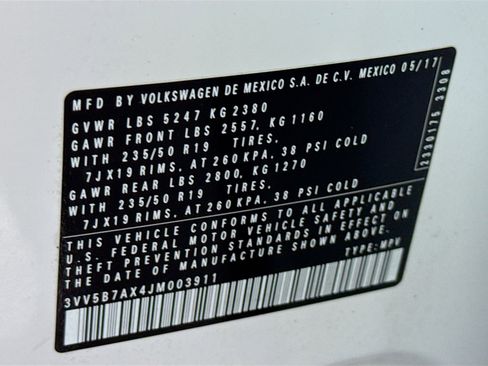 MFD BY VOLKSWAGEN DE MEXICO S.A. DE C.V. MEXICO 05/17
GVWR LBS 5247 KG 2380
GAWR FRONT LBS 2557, KG 1160
WITH 235/50 R19 TIRES,
7JX19 RIMS, AT 260 KPA, 38 PSI COLD
GAWR REAR LBS 2800, KG 1270
WITH 235/50 R19 TIRES,
7JX19 RIMS, AT 260KPA, 38 PSI COLD
THIS VEHICLE CONFORMS TO ALL APPLICABLE
U.S. FEDERAL MOTOR VEHICLE SAFETY AND
THEFT PREVENTION STANDARDS IN EFFECT ON
THE DATE OF MANUFACTURE SHOWN ABOVE.
3VV5B7AX4JM003911 TYPE: MPV
2330175 3308